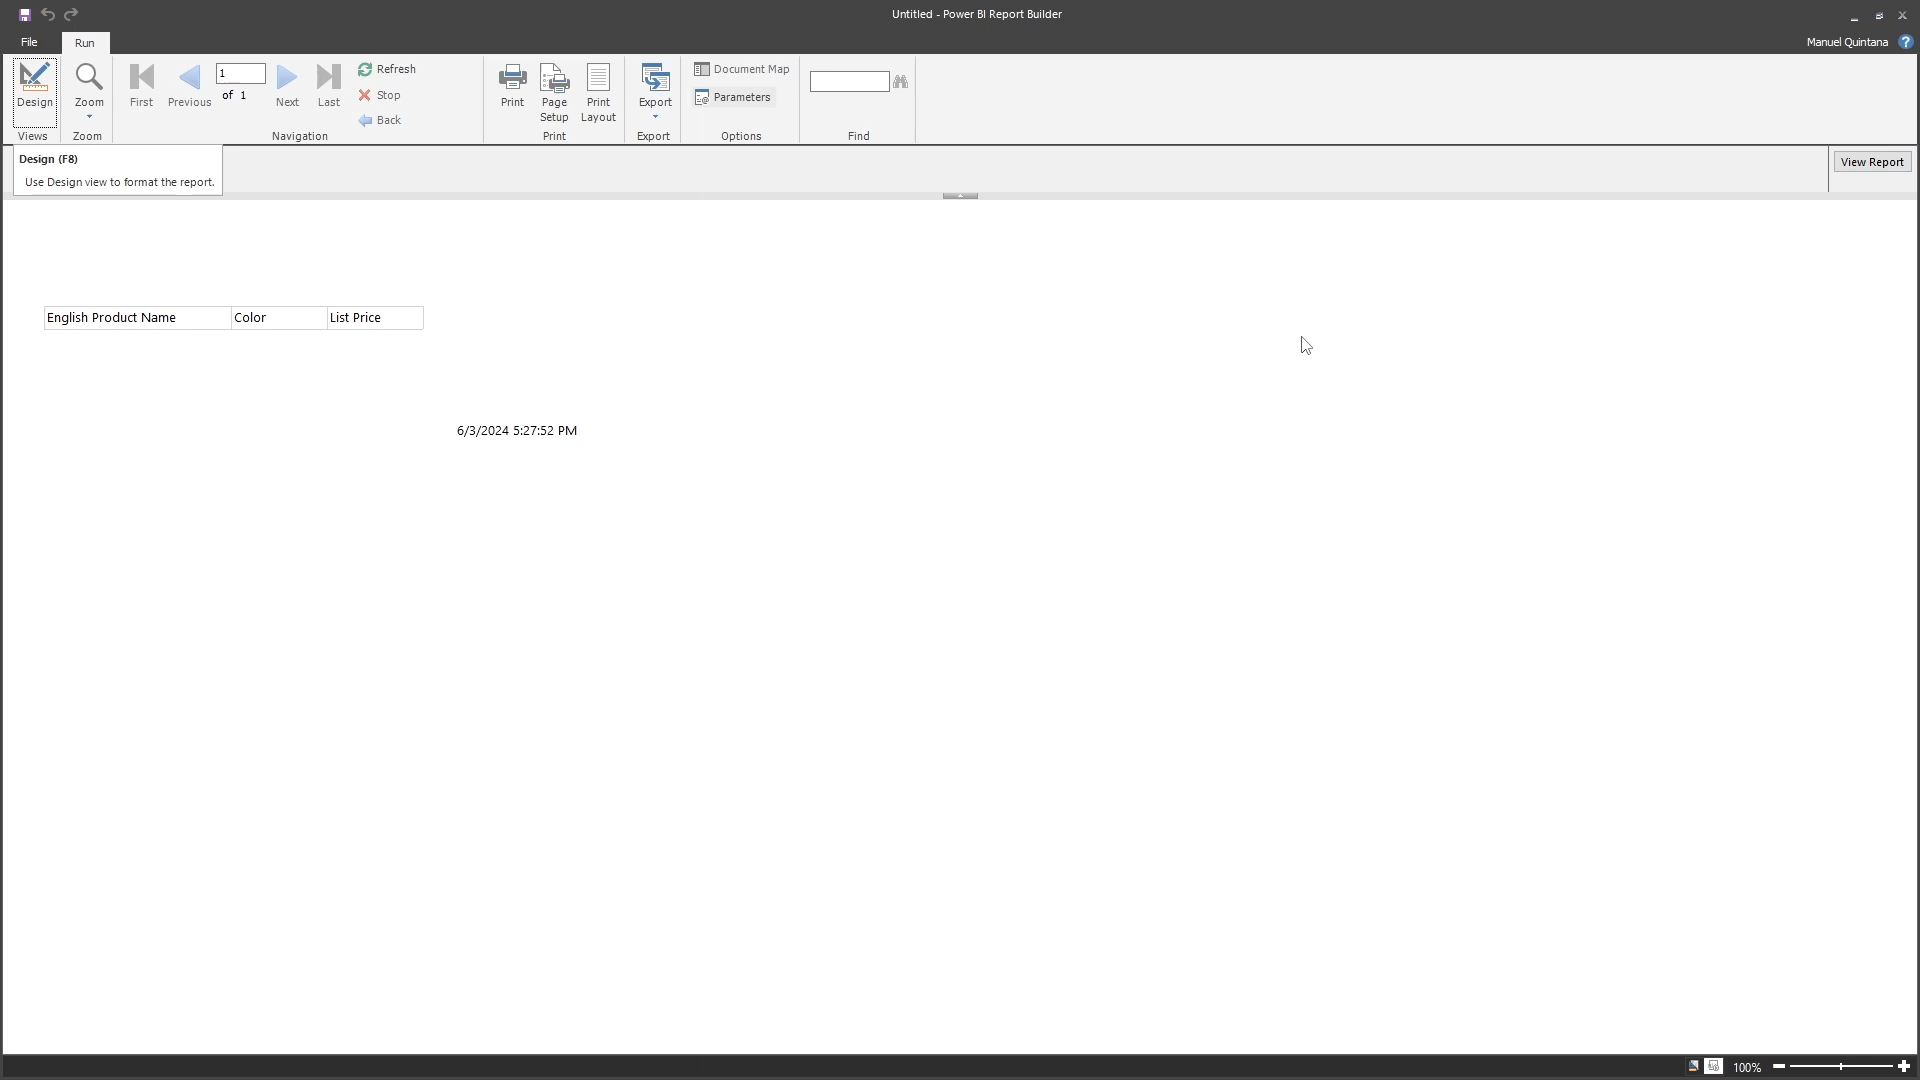 Untitled - Power BI Report Builder
File
Run
Manuel Quintana
?
Design
Views
Zoom
Zoom
First
Previous
1
of 1
Next
Last
Refresh
Stop
Back
Navigation
Print
Page
Setup
Print
Layout
Print
Export
Export
Document Map
Parameters
Options
Find
Design (F8)
Use Design view to format the report.
View Report
English Product Name
Color
List Price
6/3/2024 5:27:52 PM
100%